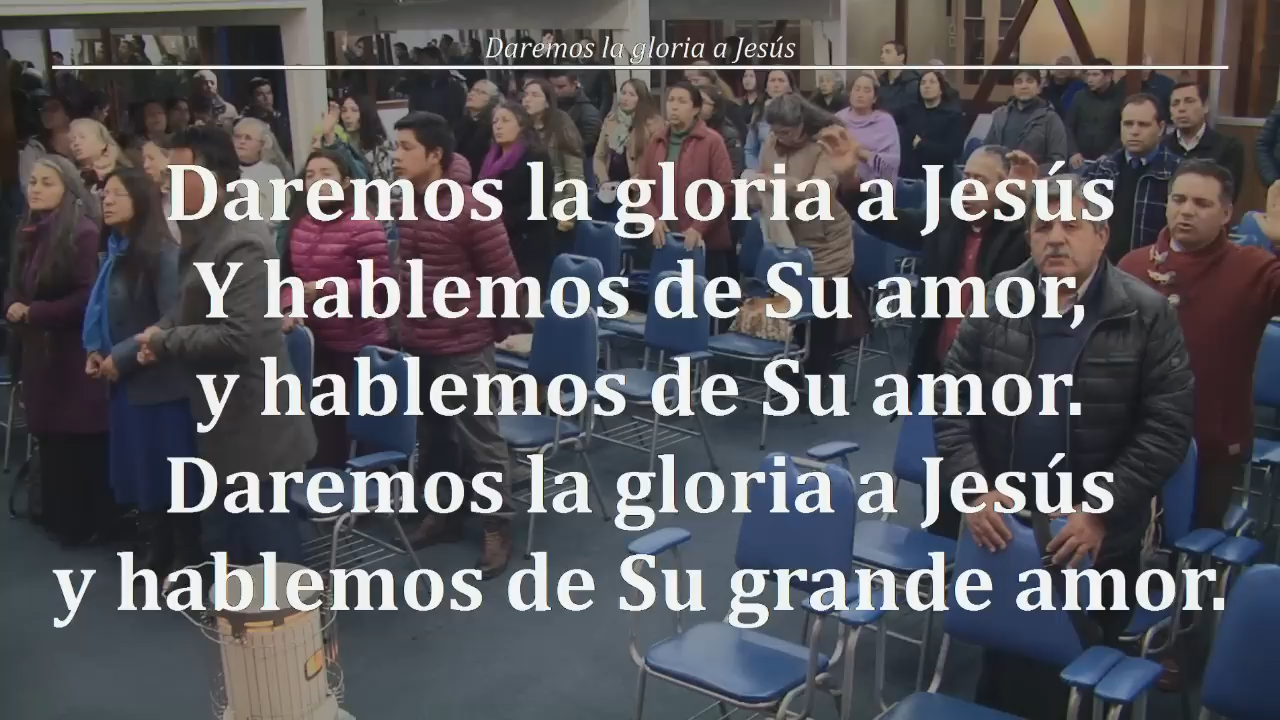 Daremos la gloria a Jesús
Daremos la gloria a Jesús
Y hablemos de Su amor,
y hablemos de Su amor.
Daremos la gloria a Jesús
y hablemos de Su grande amor.